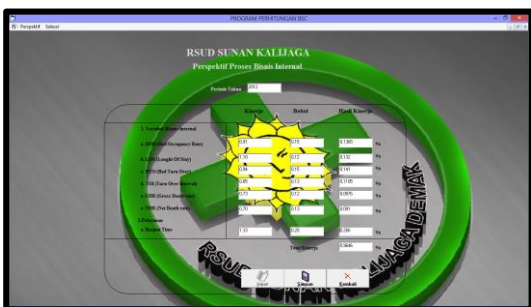 PROGRAM PERHITUNGAN BSC
Perspektif Selesai
RSUD SUNAN KALIJAGA
Perspektif Proses Bisnis Internal
Periode Tahun 2012
Kinerja Bobot Hasil Kinerja
1. Variabel Bisnis Internal
a. BOR (Bed Occupancy Rate) 0,91 0,15 0,1365 %
b. LOS (Lenght Of Stay) 1,10 0,12 0,132 %
c. BTO (Bed Turn Over) 0,94 0,15 0,141 %
d. TOI (Turn Over Interval) 0,85 0,13 0,1105 %
e. GDR (Gross Death rate) 0,73 0,12 0,0876 %
f. NDR (Net Death rate) 0,70 0,13 0,091 %
2.Pelayanan
a. Respon Time 1,33 0,20 0,266 %
Total Kinerja 0,9646 %
Input Simpan Kembali
RSUD SUNAN KALIJAGA DEMAK